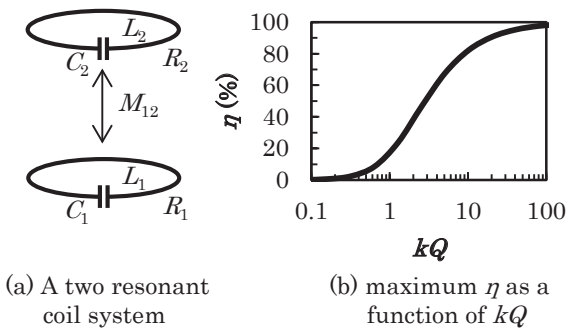 L2
C2
R2
M12
L1
C1
R1
100
80
60
40
20
0
η (%)
0.1 1 10 100
kQ
(a) A two resonant
coil system
(b) maximum η as a
function of kQ